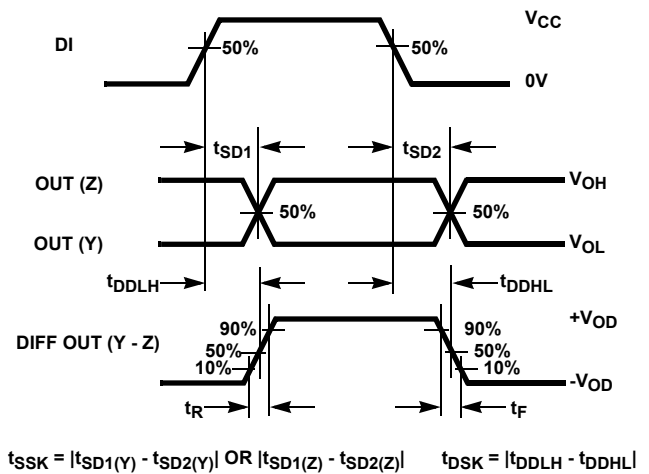 DI
50%
50%
VCC
0V
tSD1
tSD2
OUT (Z)
VOH
50%
50%
OUT (Y)
VOL
tDDLH
tDDHL
+VOD
90%
90%
DIFF OUT (Y - Z)
50%
50%
10%
10%
-VOD
tR
tF
tSSK = |tSD1(Y) - tSD2(Y)| OR |tSD1(Z) - tSD2(Z)|
tDSK = |tDDLH - tDDHL|